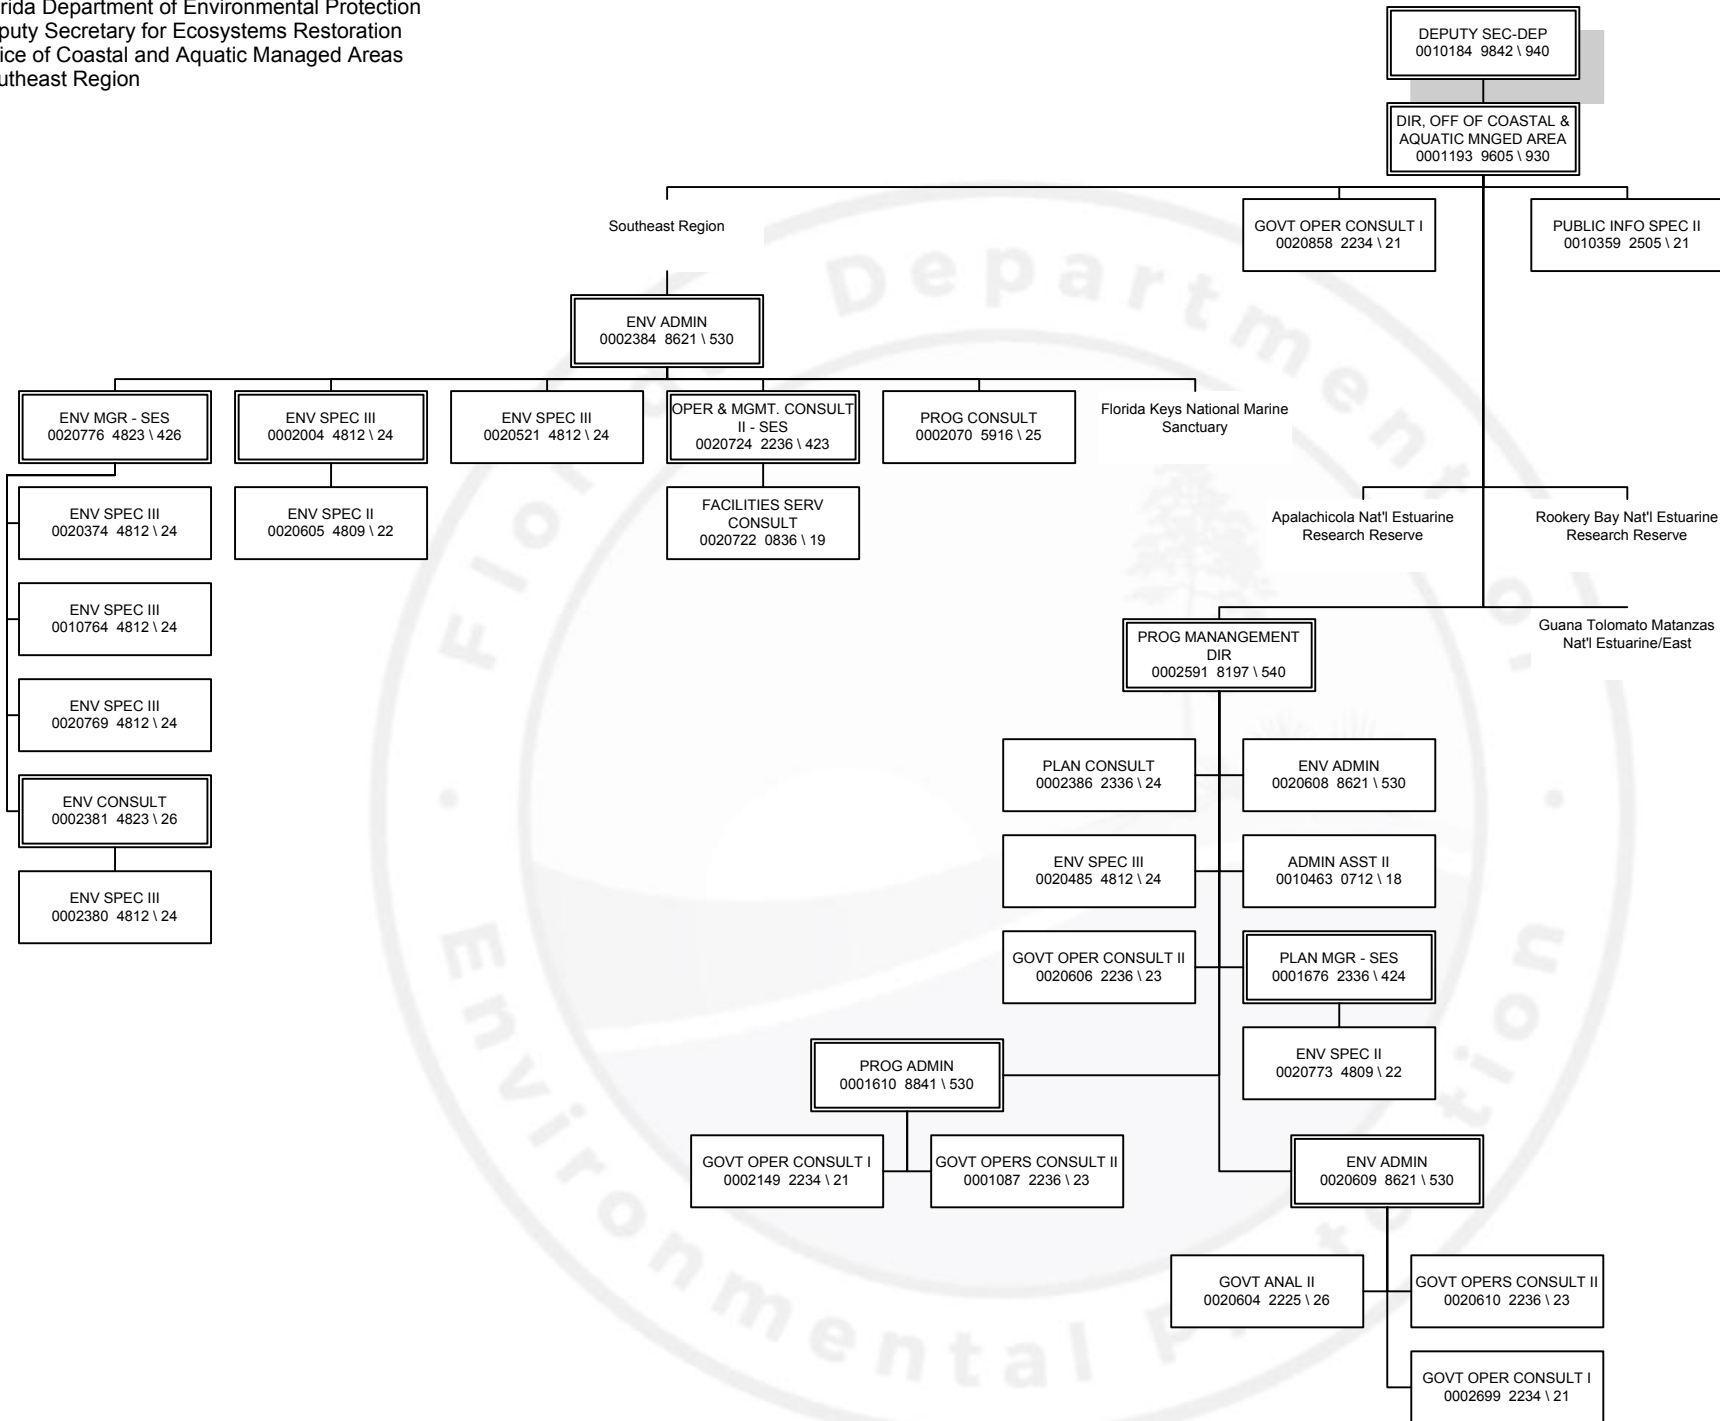 rida Department of Environmental Protection
puty Secretary for Ecosystems Restoration
ice of Coastal and Aquatic Managed Areas
utheast Region
DEPUTY SEC-DEP
0010184 9842 \ 940
DIR, OFF OF COASTAL &
AQUATIC MNGED AREA
0001193 9605 \ 930
Southeast Region
GOVT OPER CONSULT I
0020858 2234 \ 21
PUBLIC INFO SPEC II
0010359 2505 \ 21
ENV ADMIN
0002384 8621 \ 530
ENV MGR - SES
0020776 4823 \ 426
ENV SPEC III
0002004 4812 \ 24
ENV SPEC III
0020521 4812 \ 24
OPER & MGMT. CONSULT
II - SES
0020724 2236 \ 423
PROG CONSULT
0002070 5916 \ 25
Florida Keys National Marine
Sanctuary
ENV SPEC III
0020374 4812 \ 24
ENV SPEC II
0020605 4809 \ 22
FACILITIES SERV
CONSULT
0020722 0836 \ 19
Apalachicola Nat'l Estuarine
Research Reserve
Rookery Bay Nat'l Estuarine
Research Reserve
ENV SPEC III
0010764 4812 \ 24
Guana Tolomato Matanzas
Nat'l Estuarine/East
PROG MANANGEMENT
DIR
0002591 8197 \ 540
ENV SPEC III
0020769 4812 \ 24
PLAN CONSULT
0002386 2336 \ 24
ENV ADMIN
0020608 8621 \ 530
ENV CONSULT
0002381 4823 \ 26
ENV SPEC III
0020485 4812 \ 24
ADMIN ASST II
0010463 0712 \ 18
ENV SPEC III
0002380 4812 \ 24
GOVT OPER CONSULT II
0020606 2236 \ 23
PLAN MGR - SES
0001676 2336 \ 424
ENV SPEC II
0020773 4809 \ 22
PROG ADMIN
0001610 8841 \ 530
GOVT OPER CONSULT I
0002149 2234 \ 21
GOVT OPERS CONSULT II
0001087 2236 \ 23
ENV ADMIN
0020609 8621 \ 530
GOVT ANAL II
0020604 2225 \ 26
GOVT OPERS CONSULT II
0020610 2236 \ 23
GOVT OPER CONSULT I
0002699 2234 \ 21
Florida Department of
Environmental Protection